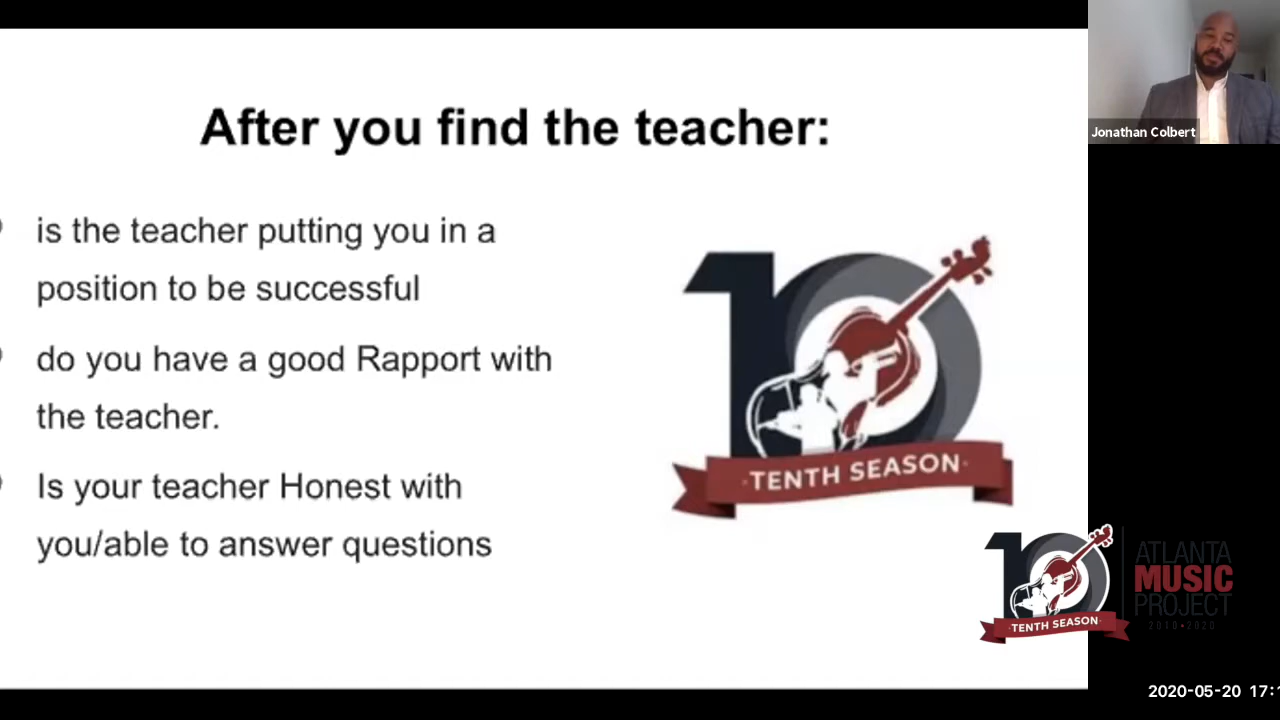 After you find the teacher:
is the teacher putting you in a
position to be successful
do you have a good Rapport with
the teacher.
Is your teacher Honest with
you/able to answer questions
10
·TENTH SEASON·
Jonathan Colbert
10
·TENTH SEASON·
ATLANTA
MUSIC
PROJECT
2010•2020
2020-05-20 17: